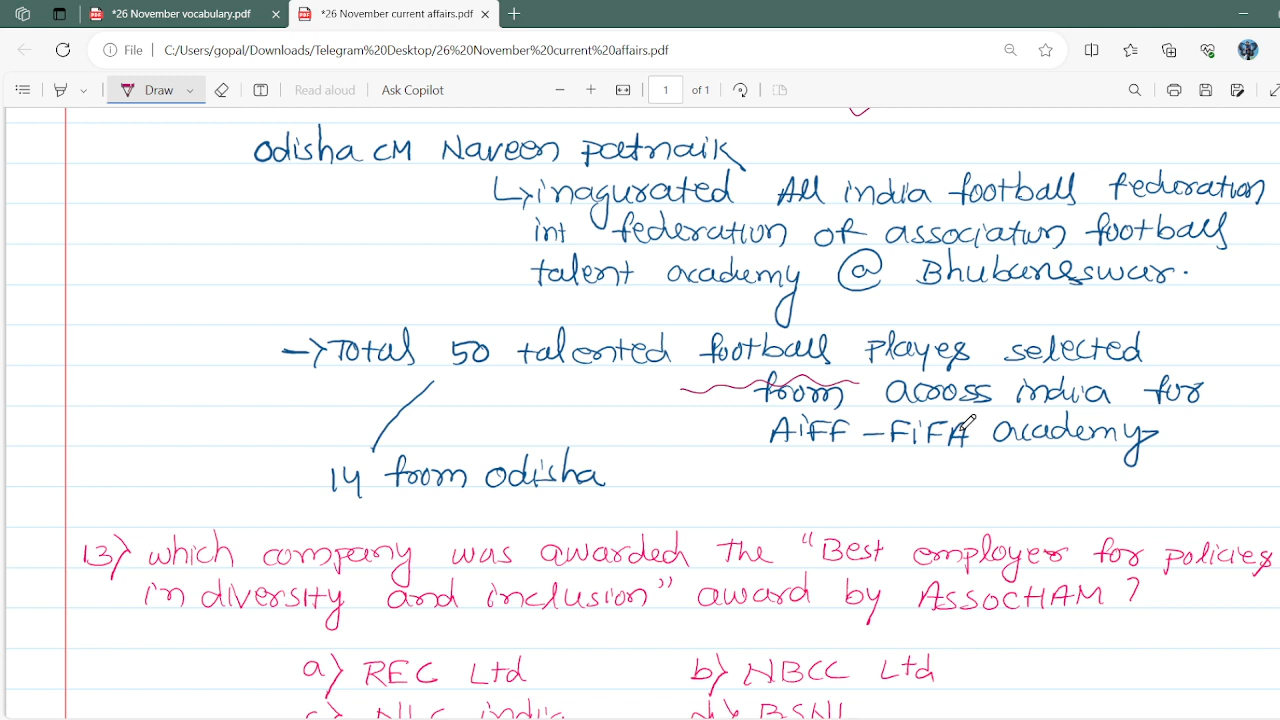 *26 November vocabulary.pdf
*26 November current affairs.pdf
File C:/Users/gopal/Downloads/Telegram%20Desktop/26%20November%20current%20affairs.pdf
Draw Read aloud Ask Copilot 1 of 1
odisha CM Naveen patnaik
inagurated All india football federation
int federation of association football
talent academy @ Bhubaneswar.
Total 50 talented football playes selected
from across india for
AiFF - FiFA academy
14 from odisha
13) which company was awarded the "Best employer for policies
in diversity and inclusion" award by ASSOCHAM ?
a) REC Ltd b) NBCC Ltd
c) NLC india d) BSNL